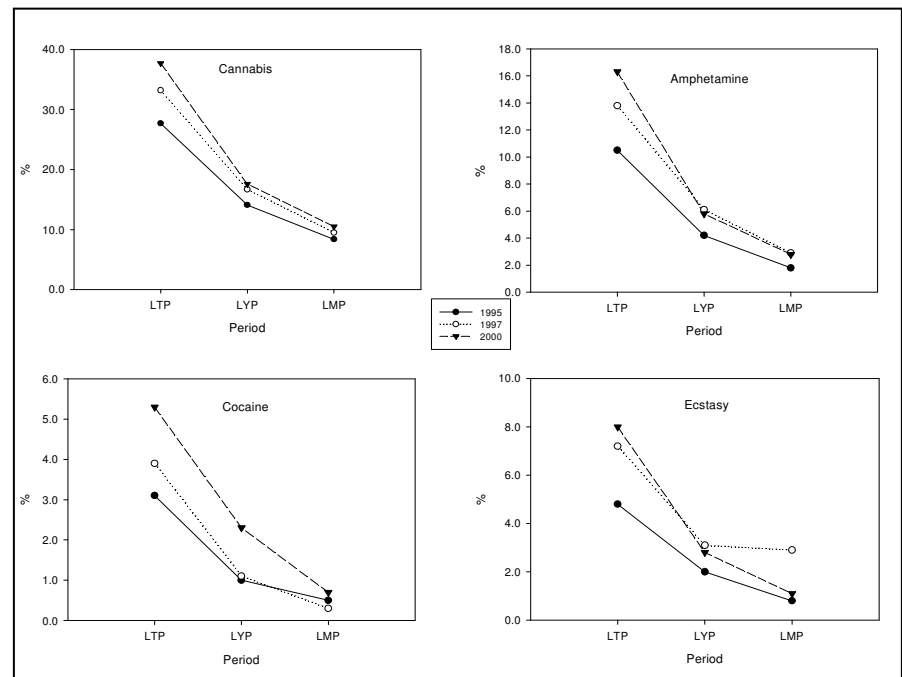 Cannabis
40.0
30.0
20.0
10.0
0.0
%
LTP LYP LMP
Period
Amphetamine
18.0
16.0
14.0
12.0
10.0
8.0
6.0
4.0
2.0
0.0
%
LTP LYP LMP
Period
1995
1997
2000
Cocaine
6.0
5.0
4.0
3.0
2.0
1.0
0.0
%
LTP LYP LMP
Period
Ecstasy
10.0
8.0
6.0
4.0
2.0
0.0
%
LTP LYP LMP
Period